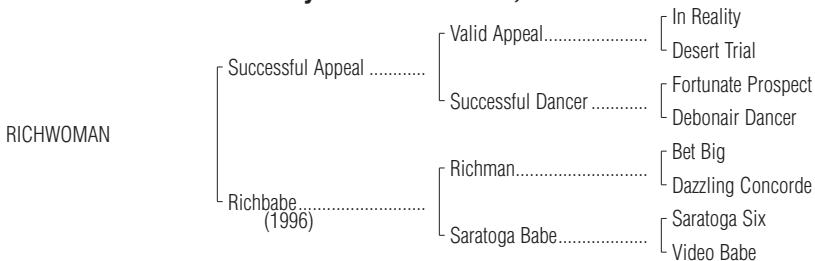 In Reality
Valid Appeal......................
Desert Trial
Successful Appeal ............
Fortunate Prospect
Successful Dancer ............
Debonair Dancer
RICHWOMAN
Bet Big
Richman............................
Dazzling Concorde
Richbabe...........................
(1996)
Saratoga Six
Saratoga Babe...................
Video Babe